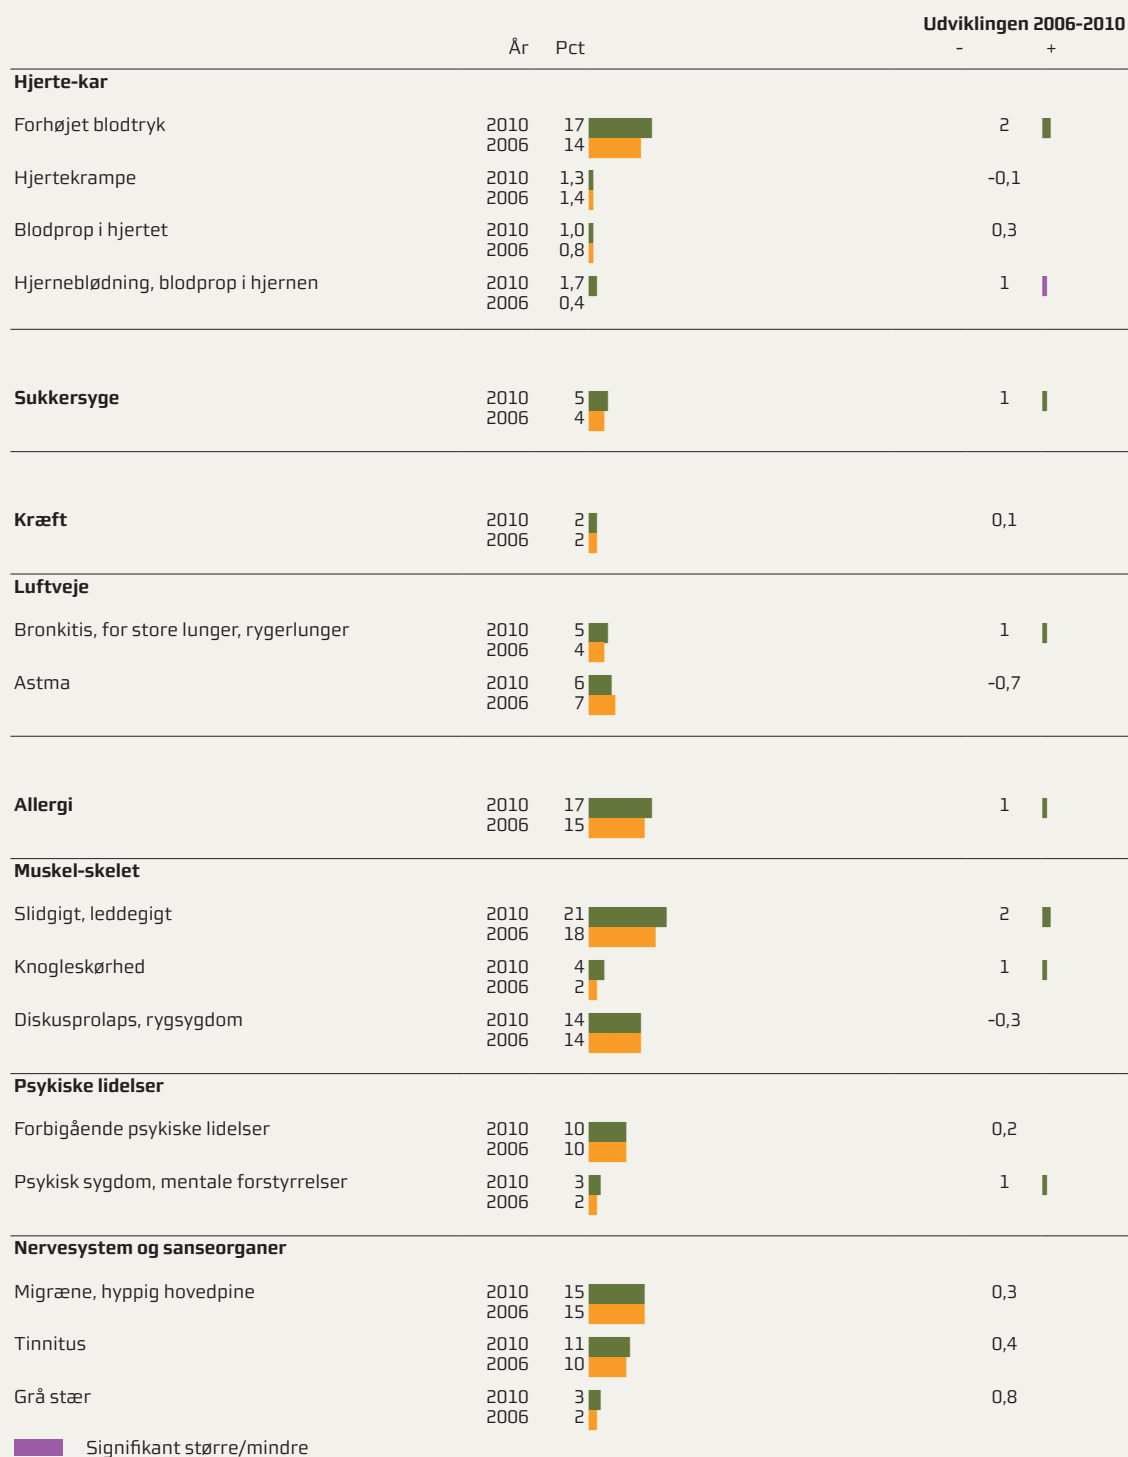 Udviklingen 2006-2010
År Pct - +
Hjerte-kar
Forhøjet blodtryk 2010 17 2
2006 14
Hjertekrampe 2010 1,3 -0,1
2006 1,4
Blodprop i hjertet 2010 1,0 0,3
2006 0,8
Hjerneblødning, blodprop i hjernen 2010 1,7 1
2006 0,4
Sukkersyge 2010 5 1
2006 4
Kræft 2010 2 0,1
2006 2
Luftveje
Bronkitis, for store lunger, rygerlunger 2010 5 1
2006 4
Astma 2010 6 -0,7
2006 7
Allergi 2010 17 1
2006 15
Muskel-skelet
Slidgigt, leddegigt 2010 21 2
2006 18
Knogleskørhed 2010 4 1
2006 2
Diskusprolaps, rygsygdom 2010 14 -0,3
2006 14
Psykiske lidelser
Forbigående psykiske lidelser 2010 10 0,2
2006 10
Psykisk sygdom, mentale forstyrrelser 2010 3 1
2006 2
Nervesystem og sanseorganer
Migræne, hyppig hovedpine 2010 15 0,3
2006 15
Tinnitus 2010 11 0,4
2006 10
Grå stær 2010 3 0,8
2006 2
Signifikant større/mindre